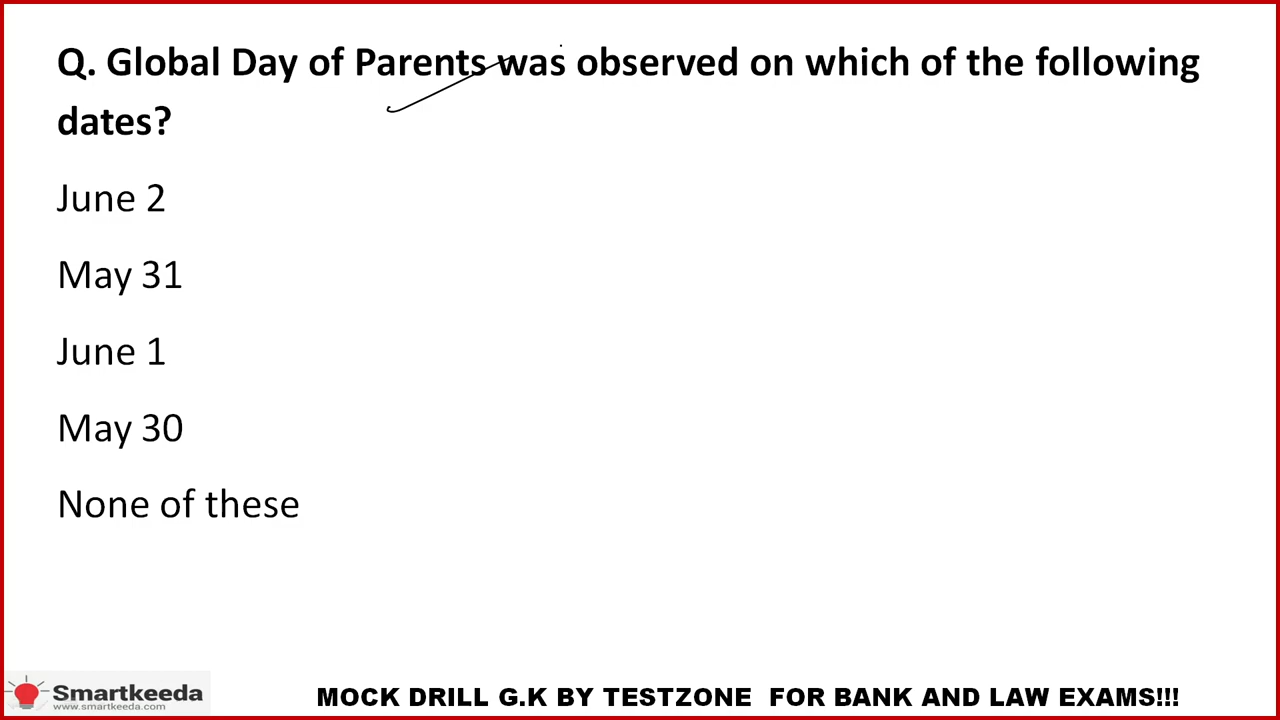 Q. Global Day of Parents was observed on which of the following
dates?
June 2
May 31
June 1
May 30
None of these
Smartkeeda
www.smartkeeda.com
MOCK DRILL G.K BY TESTZONE FOR BANK AND LAW EXAMS!!!